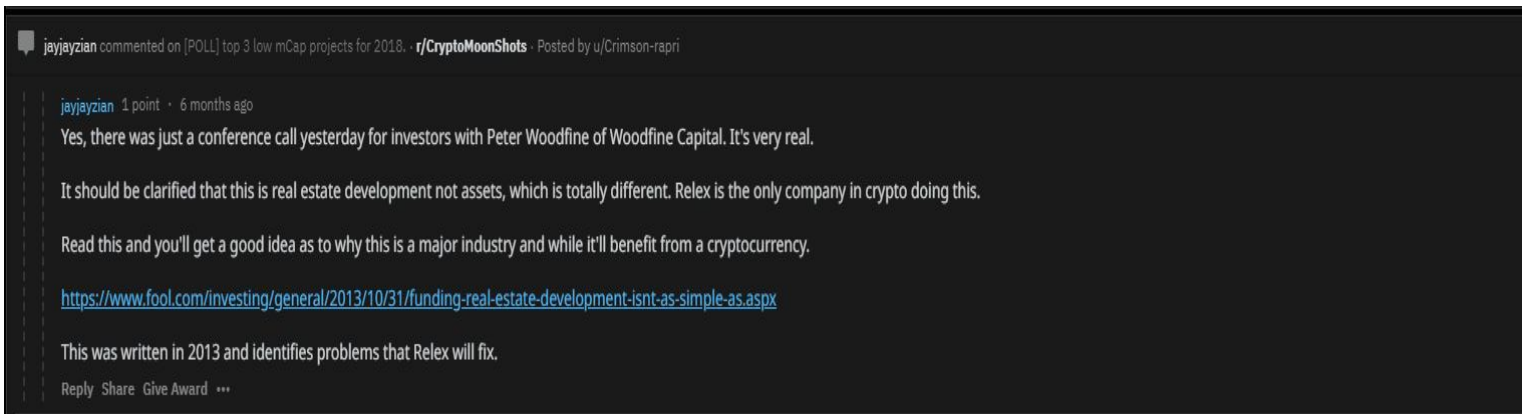 jayjayzian commented on [POLL] top 3 low mCap projects for 2018. · r/CryptoMoonShots · Posted by u/Crimson-rapri
jayjayzian 1 point · 6 months ago
Yes, there was just a conference call yesterday for investors with Peter Woodfine of Woodfine Capital. It's very real.
It should be clarified that this is real estate development not assets, which is totally different. Relex is the only company in crypto doing this.
Read this and you'll get a good idea as to why this is a major industry and while it'll benefit from a cryptocurrency.
https://www.fool.com/investing/general/2013/10/31/funding-real-estate-development-isnt-as-simple-as.aspx
This was written in 2013 and identifies problems that Relex will fix.
Reply Share Give Award •••